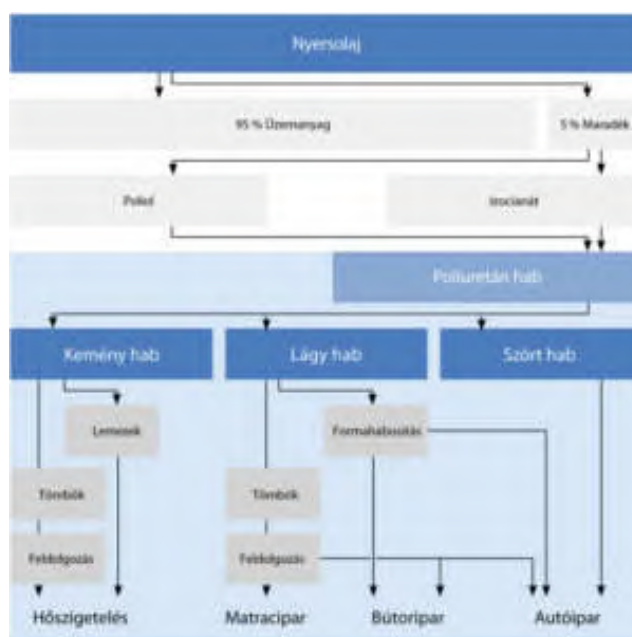 Nyersolaj
95 % Üzemanyag
5 % Maradék
Poliol
Izocianát
Poliuretán hab
Kemény hab
Lágy hab
Szórt hab
Lemezek
Formahabosítás
Tömbök
Tömbök
Feldolgozás
Feldolgozás
Hőszigetelés
Matracipar
Bútoripar
Autóipar